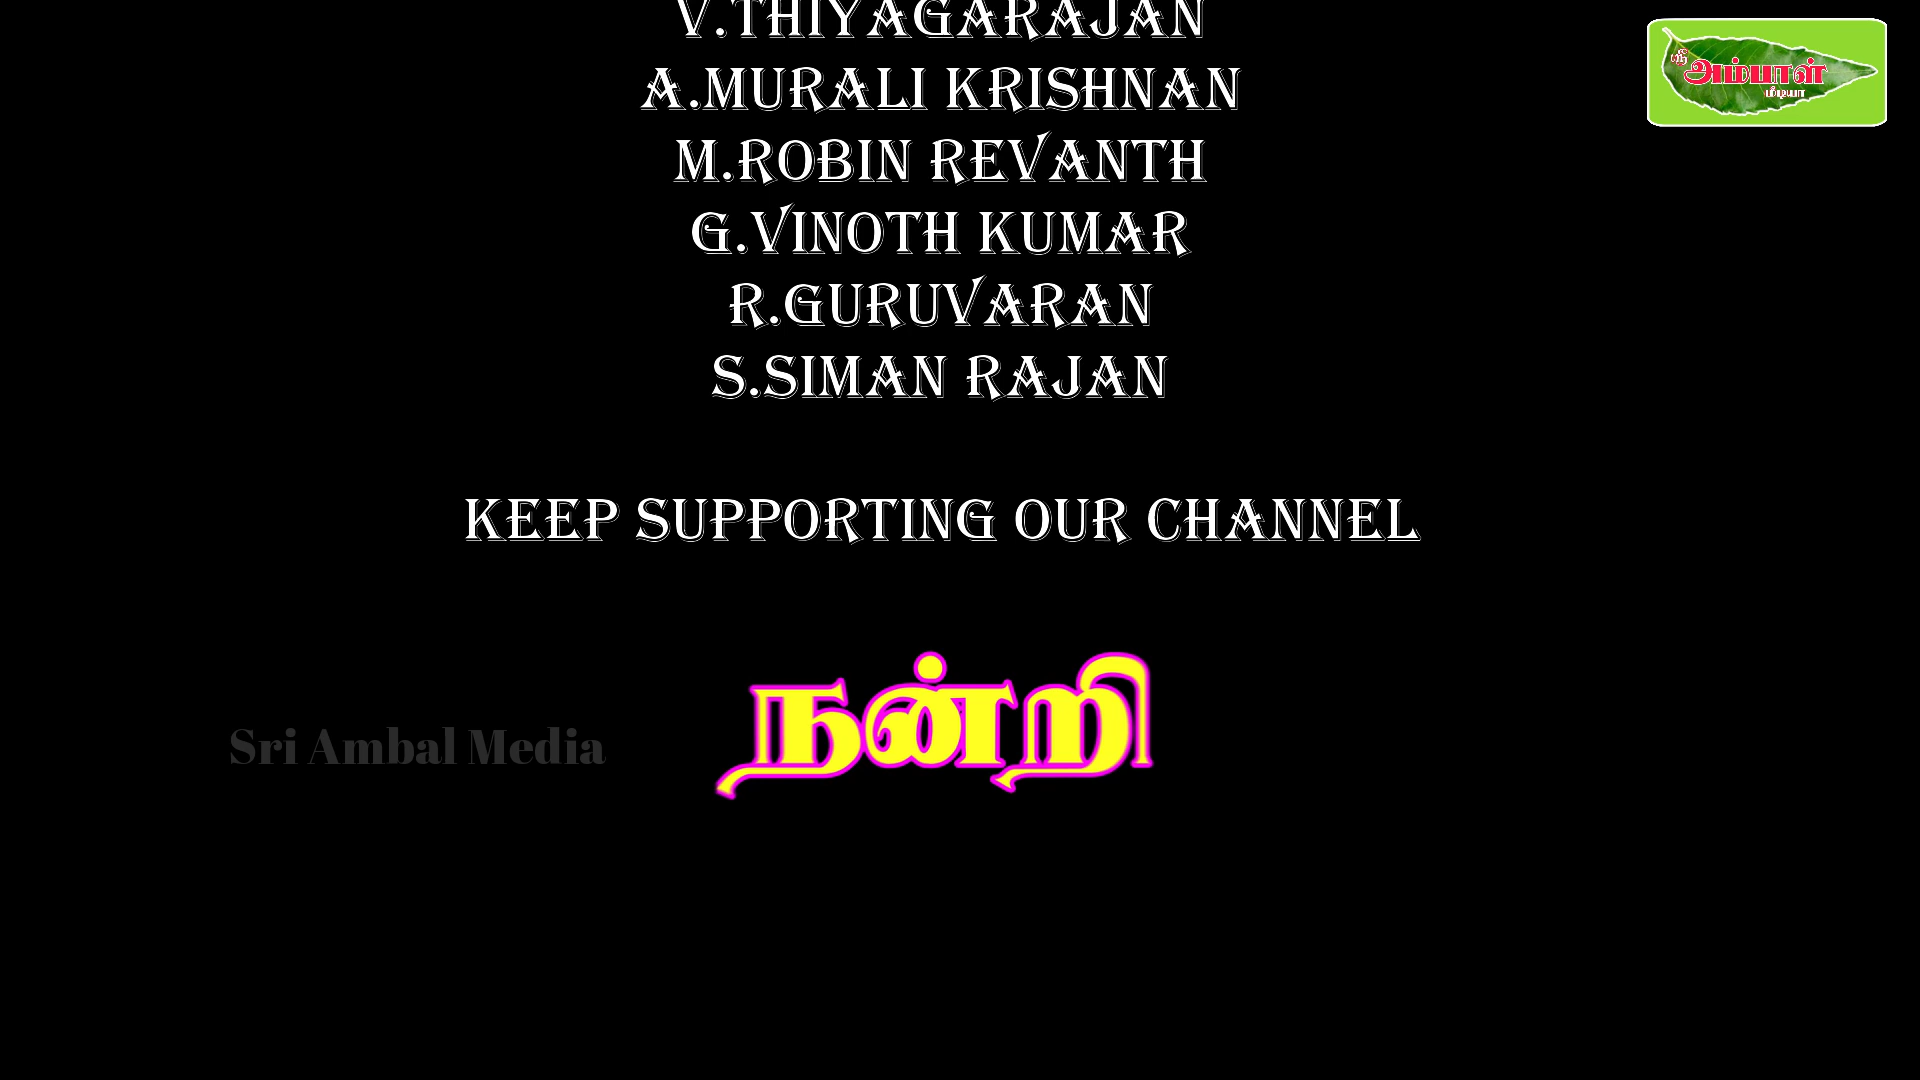 V.THIYAGARAJAN
ஸ்ரீ
அம்பாள்
மீடியா
A.MURALI KRISHNAN
M.ROBIN REVANTH
G.VINOTH KUMAR
R.GURUVARAN
S.SIMAN RAJAN
KEEP SUPPORTING OUR CHANNEL
நன்றி
Sri Ambal Media